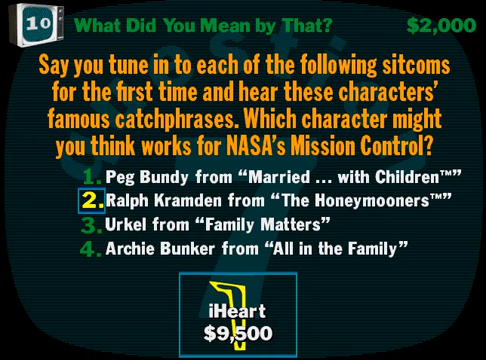 10 What Did You Mean by That? $2,000
Say you tune in to each of the following sitcoms
for the first time and hear these characters'
famous catchphrases. Which character might
you think works for NASA's Mission Control?
1. Peg Bundy from “Married ... with Children™”
2. Ralph Kramden from “The Honeymooners™”
3. Urkel from “Family Matters”
4. Archie Bunker from “All in the Family”
iHeart
$9,500